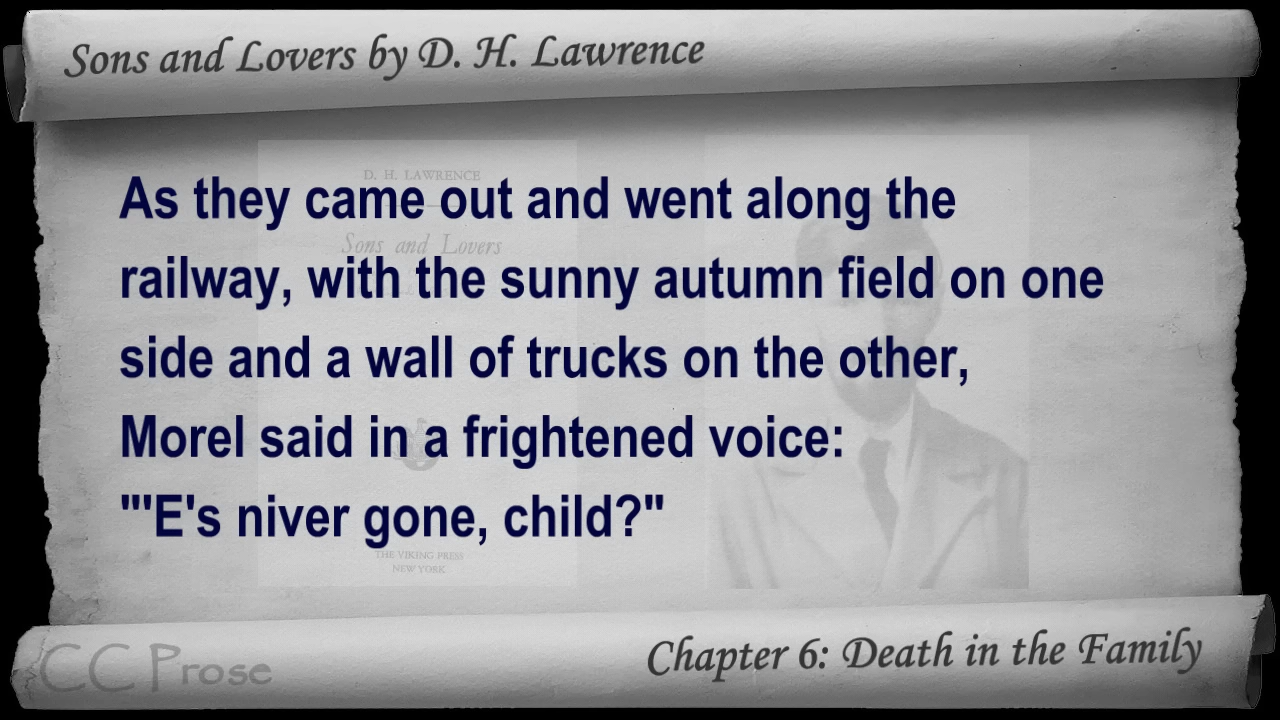 Sons and Lovers by D. H. Lawrence
D. H. LAWRENCE
Sons and Lovers
As they came out and went along the
railway, with the sunny autumn field on one
side and a wall of trucks on the other,
Morel said in a frightened voice:
"'E's niver gone, child?"
THE VIKING PRESS
NEW YORK
CC Prose
Chapter 6: Death in the Family